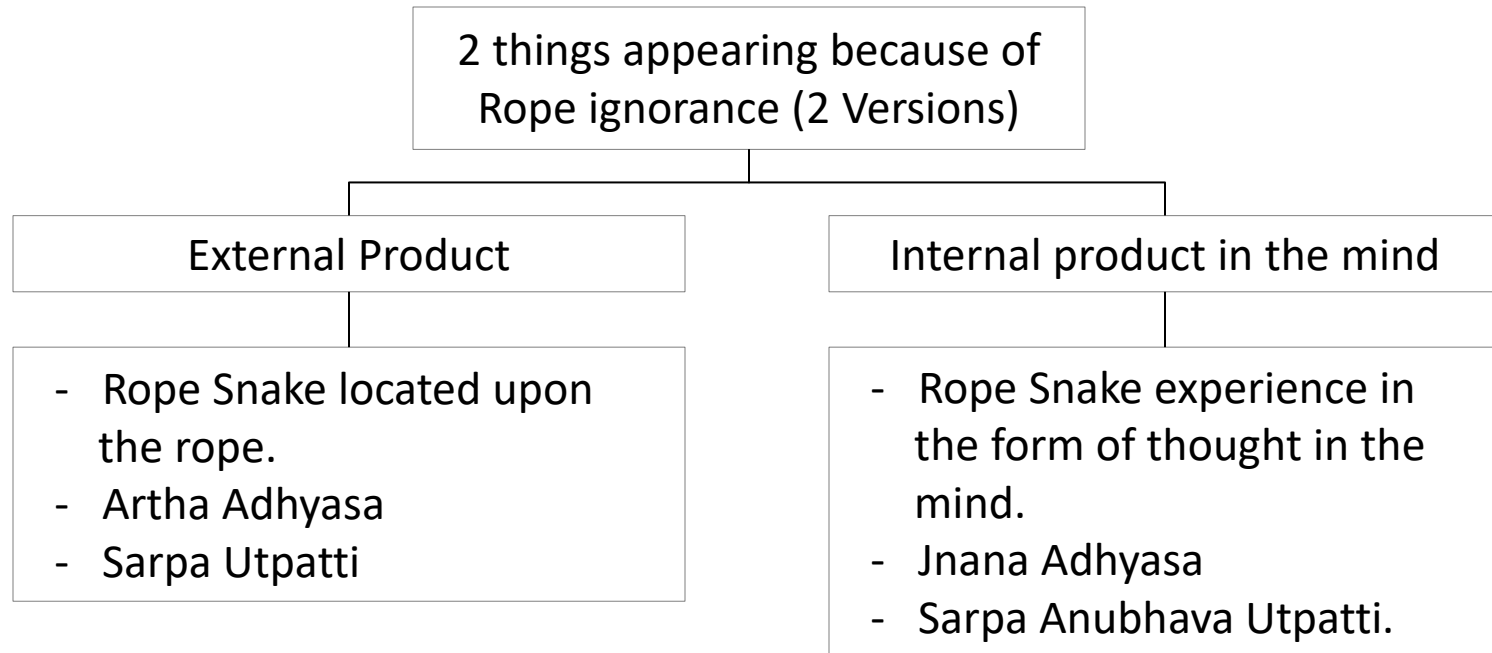 2 things appearing because of
Rope ignorance (2 Versions)
External Product
Internal product in the mind
- Rope Snake located upon
the rope.
- Artha Adhyasa
- Sarpa Utpatti
- Rope Snake experience in
the form of thought in the
mind.
- Jnana Adhyasa
- Sarpa Anubhava Utpatti.